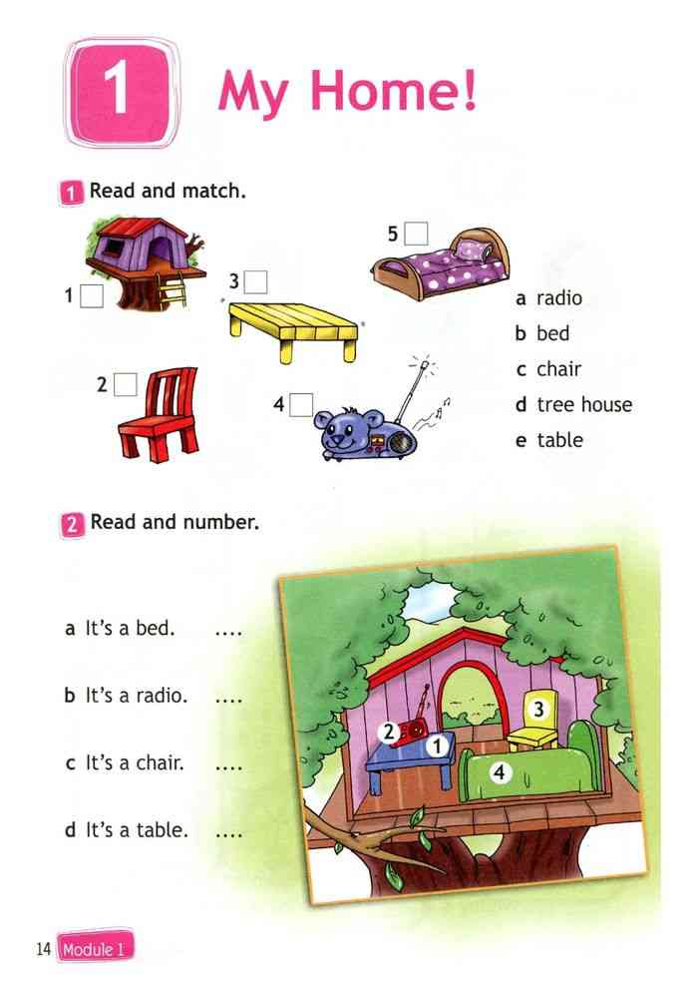 1
My Home!
1 Read and match.
1
2
3
4
5
a radio
b bed
c chair
d tree house
e table
2 Read and number.
a It's a bed. ....
b It's a radio. ....
c It's a chair. ....
d It's a table. ....
2
1
3
4
14 Module 1